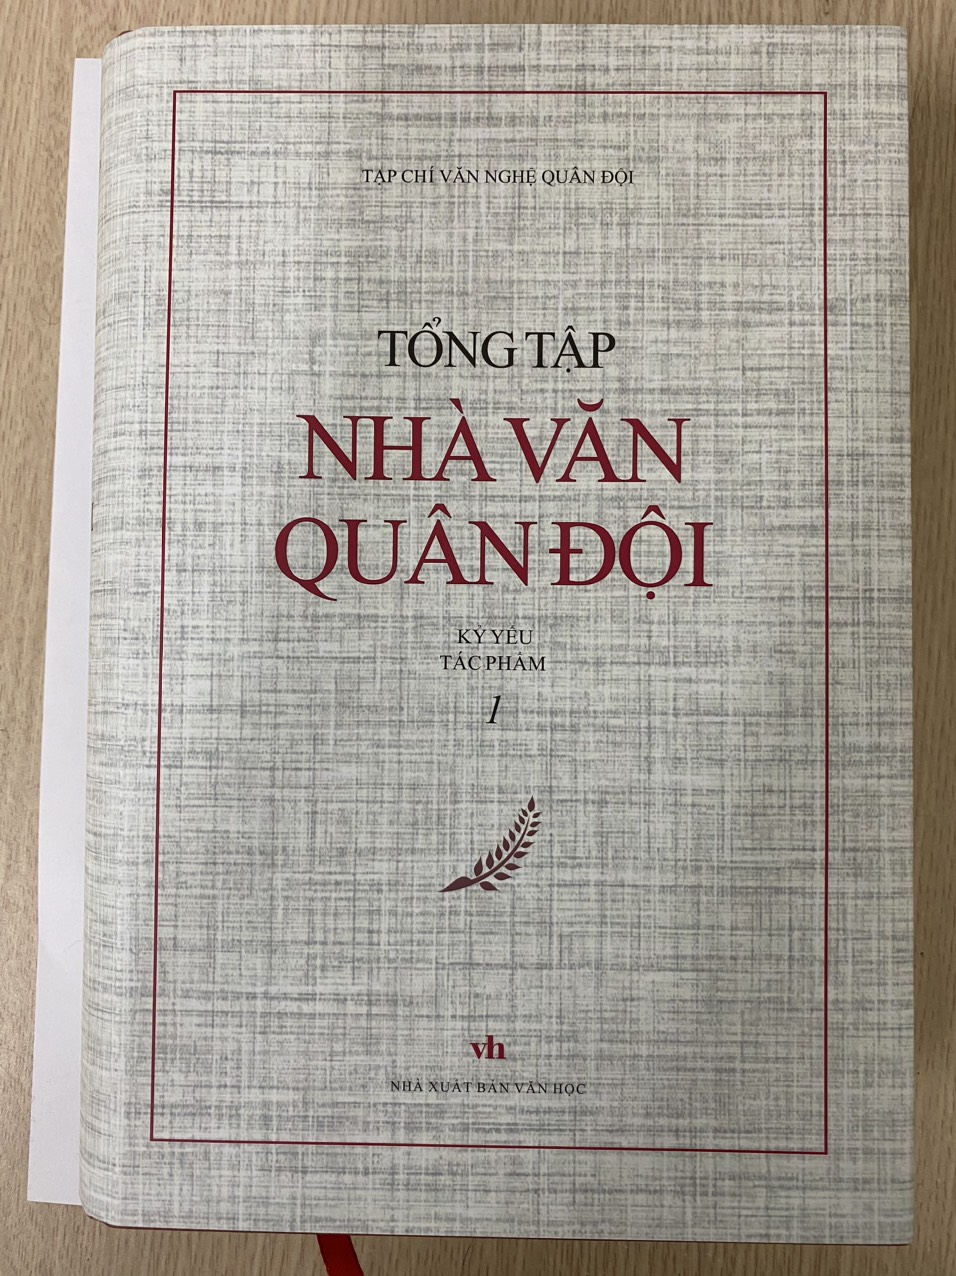 TẠP CHÍ VĂN NGHỆ QUÂN ĐỘI
TỔNG TẬP
NHÀ VĂN
QUÂN ĐỘI
KỶ YẾU
TÁC PHẨM
1
vh
NHÀ XUẤT BẢN VĂN HỌC